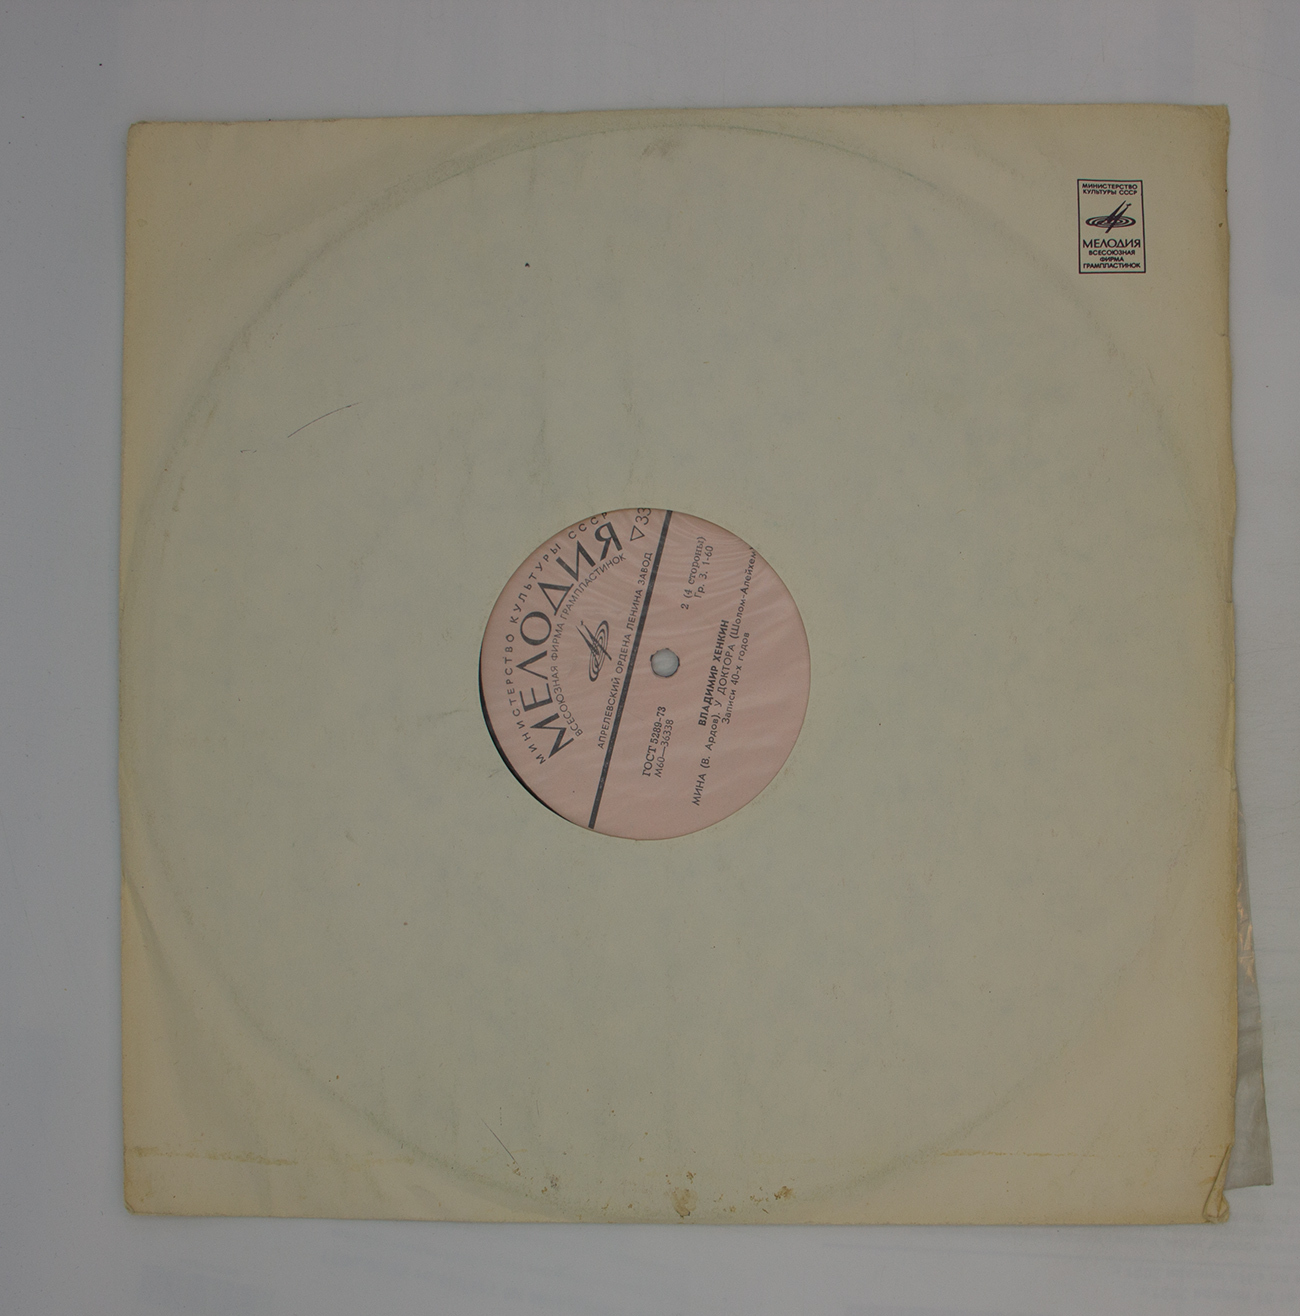 МИНИСТЕРСТВО
КУЛЬТУРЫ СССР
МЕЛОДИЯ
ВСЕСОЮЗНАЯ
ФИРМА
ГРАМПЛАСТИНОК
МИНИСТЕРСТВО КУЛЬТУРЫ СССР
МЕЛОДИЯ
ВСЕСОЮЗНАЯ ФИРМА ГРАМПЛАСТИНОК
33
АПРЕЛЕВСКИЙ ОРДЕНА ЛЕНИНА ЗАВОД
ГОСТ 5289-73
М60—36338
2 (4 стороны)
Гр. 3. 1-60
ВЛАДИМИР ХЕНКИН
МИНА (В. Ардов). У ДОКТОРА (Шолом-Алейхем)
Записи 40-х годов